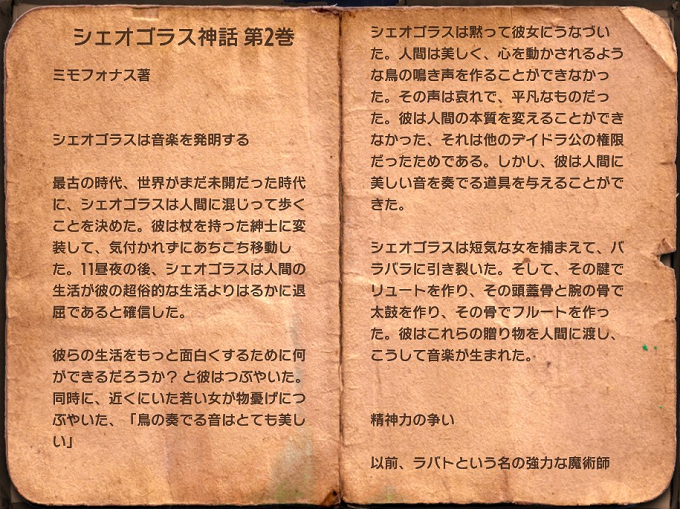 シェオゴラス神話 第2巻
ミモフォナス著
シェオゴラスは音楽を発明する
最古の時代、世界がまだ未開だった時代
に、シェオゴラスは人間に混じって歩く
ことを決めた。彼は杖を持った紳士に変
装して、気付かれずにあちこち移動し
た。11昼夜の後、シェオゴラスは人間の
生活が彼の超俗的な生活よりはるかに退
屈であると確信した。
彼らの生活をもっと面白くするために何
ができるだろうか? と彼はつぶやいた。
同時に、近くにいた若い女が物憂げにつ
ぶやいた、「鳥の奏でる音はとても美し
い」
シェオゴラスは黙って彼女にうなづい
た。人間は美しく、心を動かされるよう
な鳥の鳴き声を作ることができなかっ
た。その声は哀れで、平凡なものだっ
た。彼は人間の本質を変えることができ
なかった、それは他のデイドラ公の権限
だったためである。しかし、彼は人間に
美しい音を奏でる道具を与えることがで
きた。
シェオゴラスは短気な女を捕まえて、バ
ラバラに引き裂いた。そして、その腱で
リュートを作り、その頭蓋骨と腕の骨で
太鼓を作り、その骨でフルートを作っ
た。彼はこれらの贈り物を人間に渡し、
こうして音楽が生まれた。
精神力の争い
以前、ラバトという名の強力な魔術師